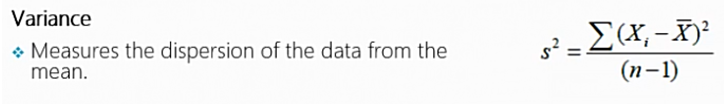 Variance
❖ Measures the dispersion of the data from the
mean.
s² = ∑(Xᵢ – X̄)² / (n – 1)